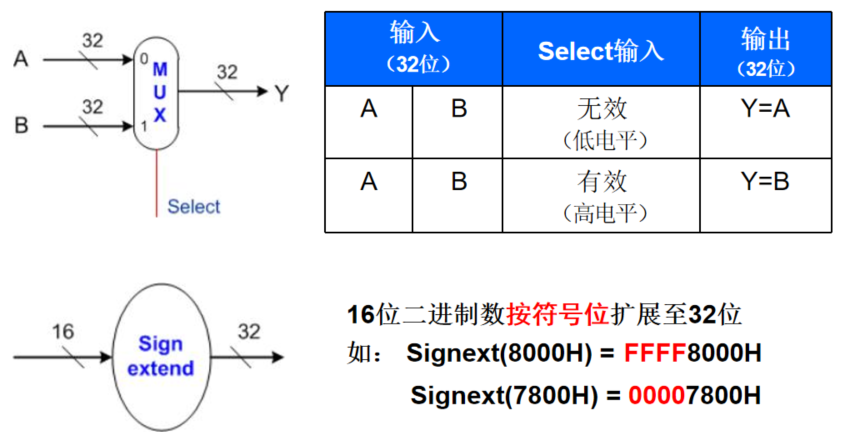 A
32
0
B
32
1
MUX
32
Y
Select
输入
(32位)
Select输入
输出
(32位)
A
B
无效
(低电平)
Y=A
A
B
有效
(高电平)
Y=B
16
Sign
extend
32
16位二进制数按符号位扩展至32位
如： Signext(8000H) = FFFF8000H
Signext(7800H) = 00007800H